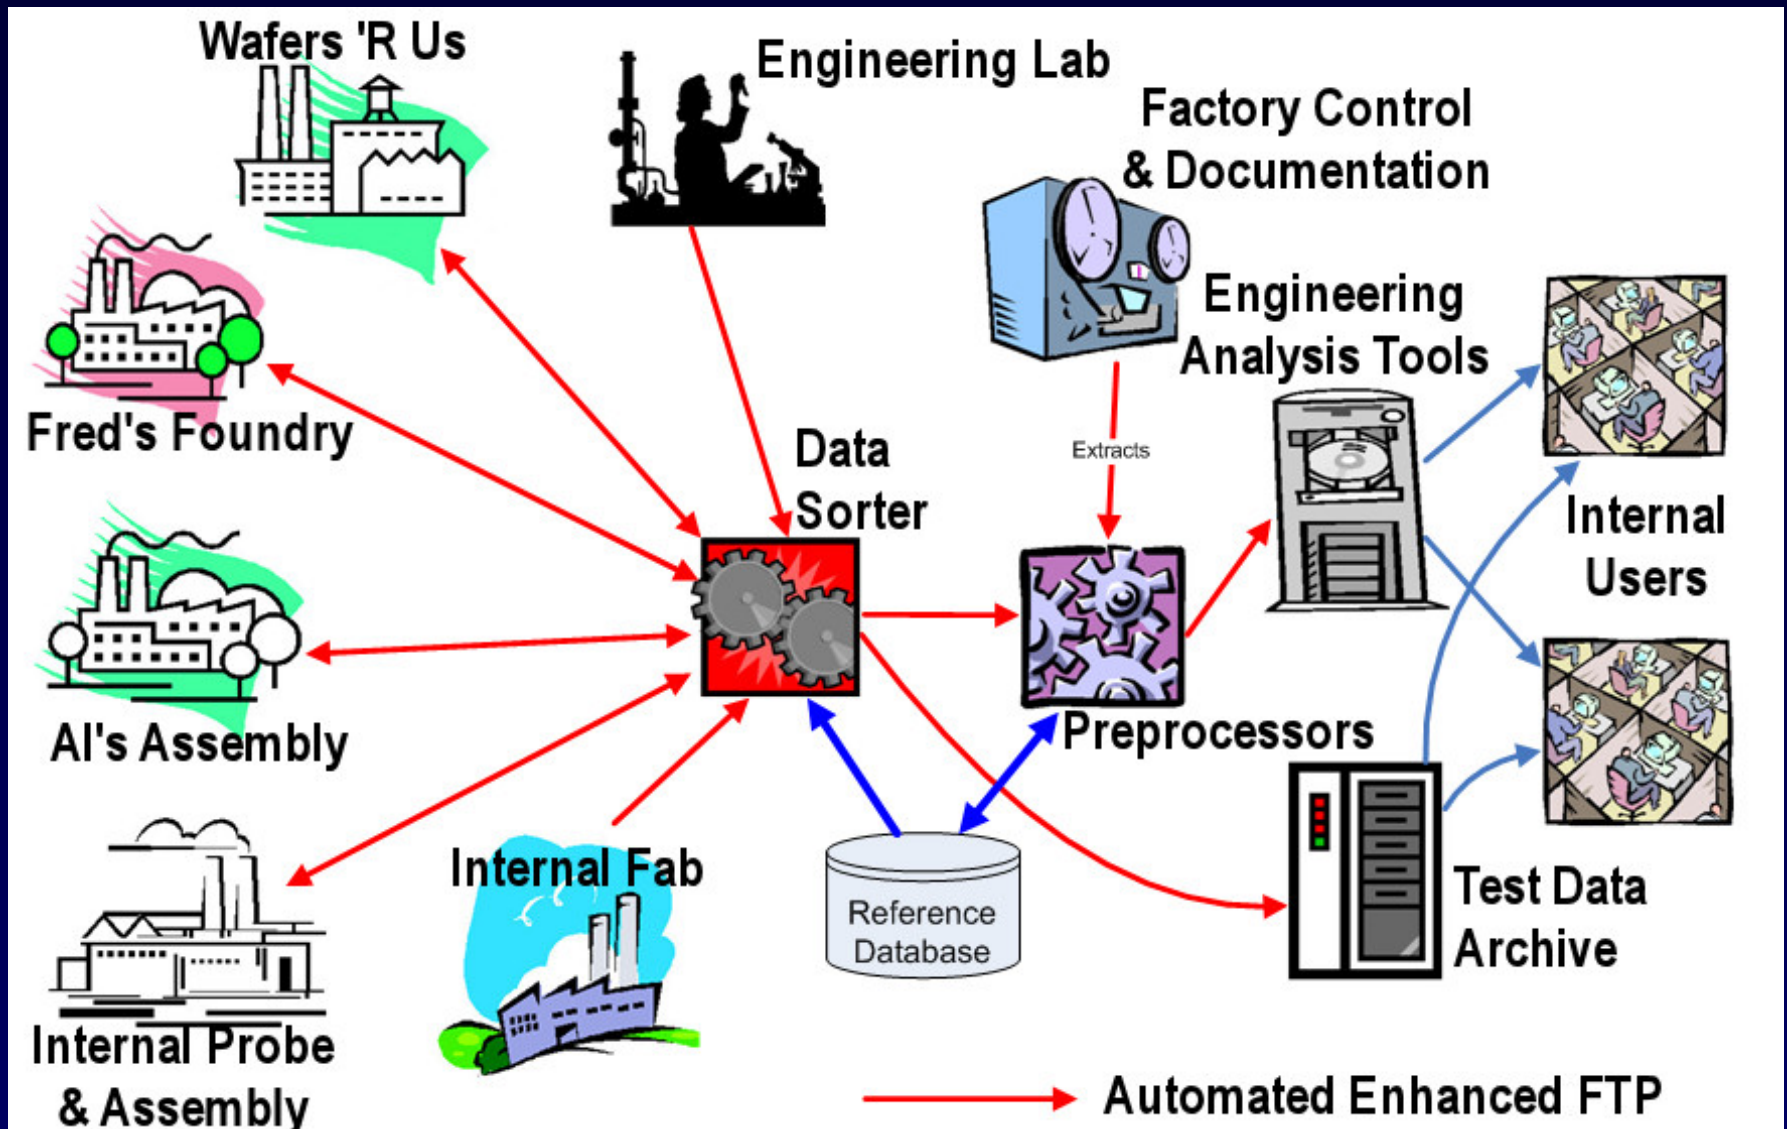 Wafers 'R Us
Engineering Lab
Factory Control
& Documentation
Engineering
Analysis Tools
Fred's Foundry
Data
Sorter
Extracts
Internal
Users
Al's Assembly
Preprocessors
Internal Fab
Reference
Database
Test Data
Archive
Internal Probe
& Assembly
Automated Enhanced FTP